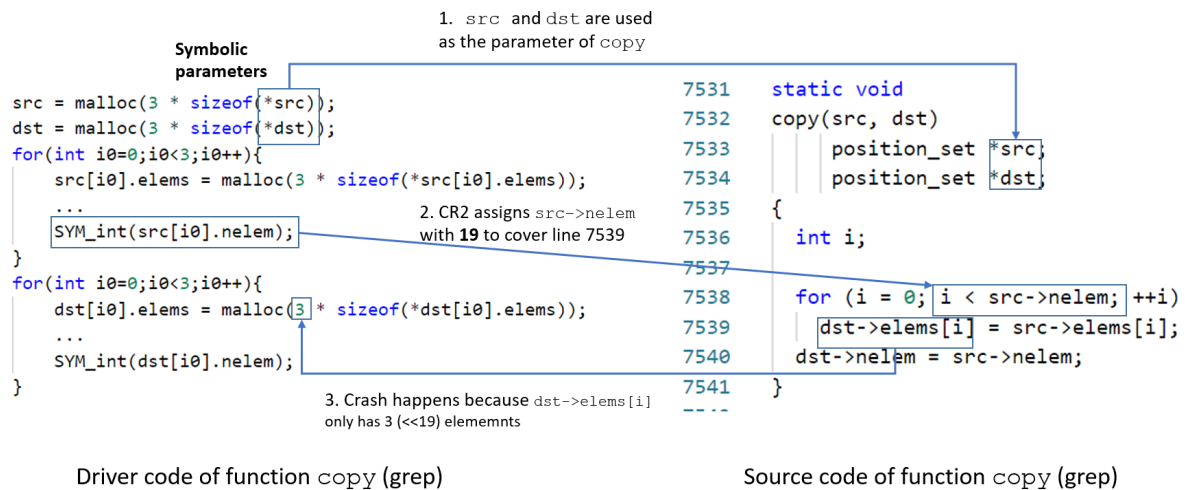 1. src and dst are used
as the parameter of copy
Symbolic
parameters
src = malloc(3 * sizeof(*src));
dst = malloc(3 * sizeof(*dst));
for(int i0=0;i0<3;i0++){
src[i0].elems = malloc(3 * sizeof(*src[i0].elems));
...
SYM_int(src[i0].nelem);
}
for(int i0=0;i0<3;i0++){
dst[i0].elems = malloc(3 * sizeof(*dst[i0].elems));
...
SYM_int(dst[i0].nelem);
}
2. CR2 assigns src->nelem
with 19 to cover line 7539
3. Crash happens because dst->elems[i]
only has 3 (<<19) elememnts
7531 static void
7532 copy(src, dst)
7533 position_set *src;
7534 position_set *dst;
7535 {
7536 int i;
7537
7538 for (i = 0; i < src->nelem; ++i)
7539 dst->elems[i] = src->elems[i];
7540 dst->nelem = src->nelem;
7541 }
Driver code of function copy (grep)
Source code of function copy (grep)